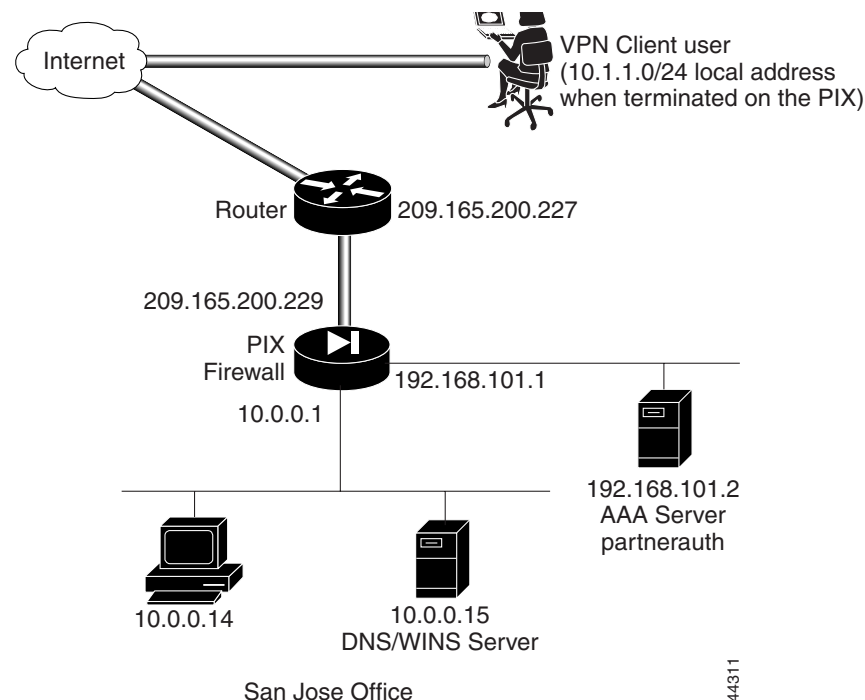 Internet
VPN Client user
(10.1.1.0/24 local address
when terminated on the PIX)
Router
209.165.200.227
209.165.200.229
PIX
Firewall
192.168.101.1
10.0.0.1
192.168.101.2
AAA Server
partnerauth
10.0.0.14
10.0.0.15
DNS/WINS Server
San Jose Office
44311